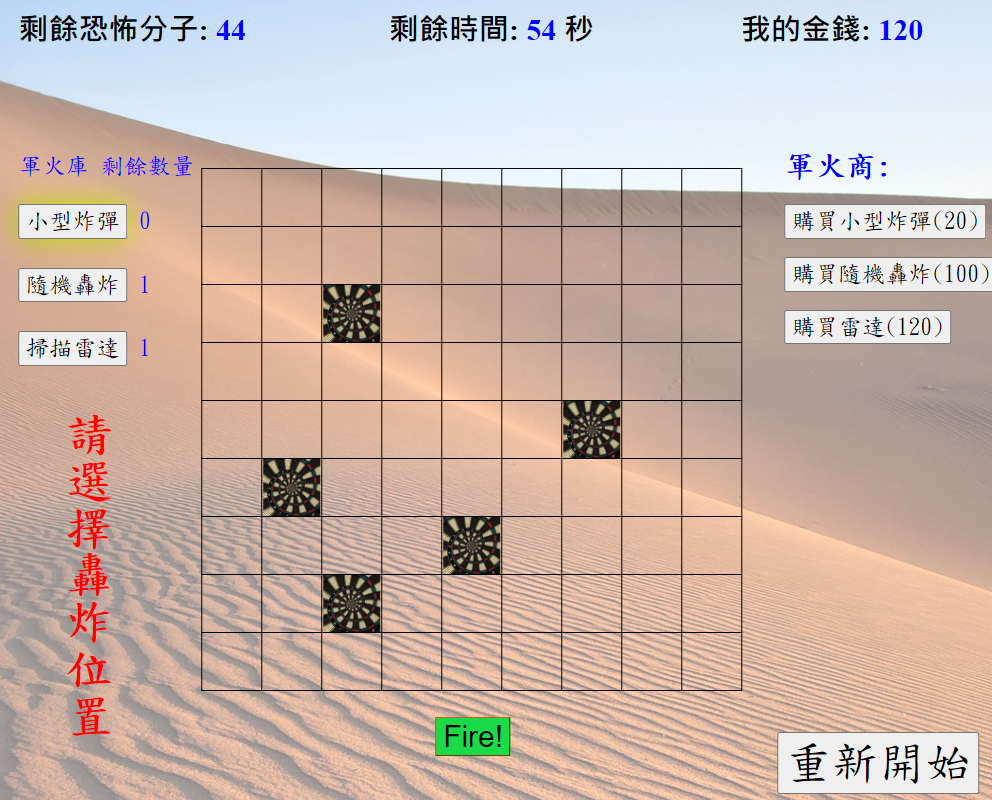 剩餘恐怖分子: 44
剩餘時間: 54 秒
我的金錢: 120
軍火庫 剩餘數量
小型炸彈 0
隨機轟炸 1
掃描雷達 1
請選擇轟炸位置
軍火商:
購買小型炸彈(20)
購買隨機轟炸(100)
購買雷達(120)
Fire!
重新開始